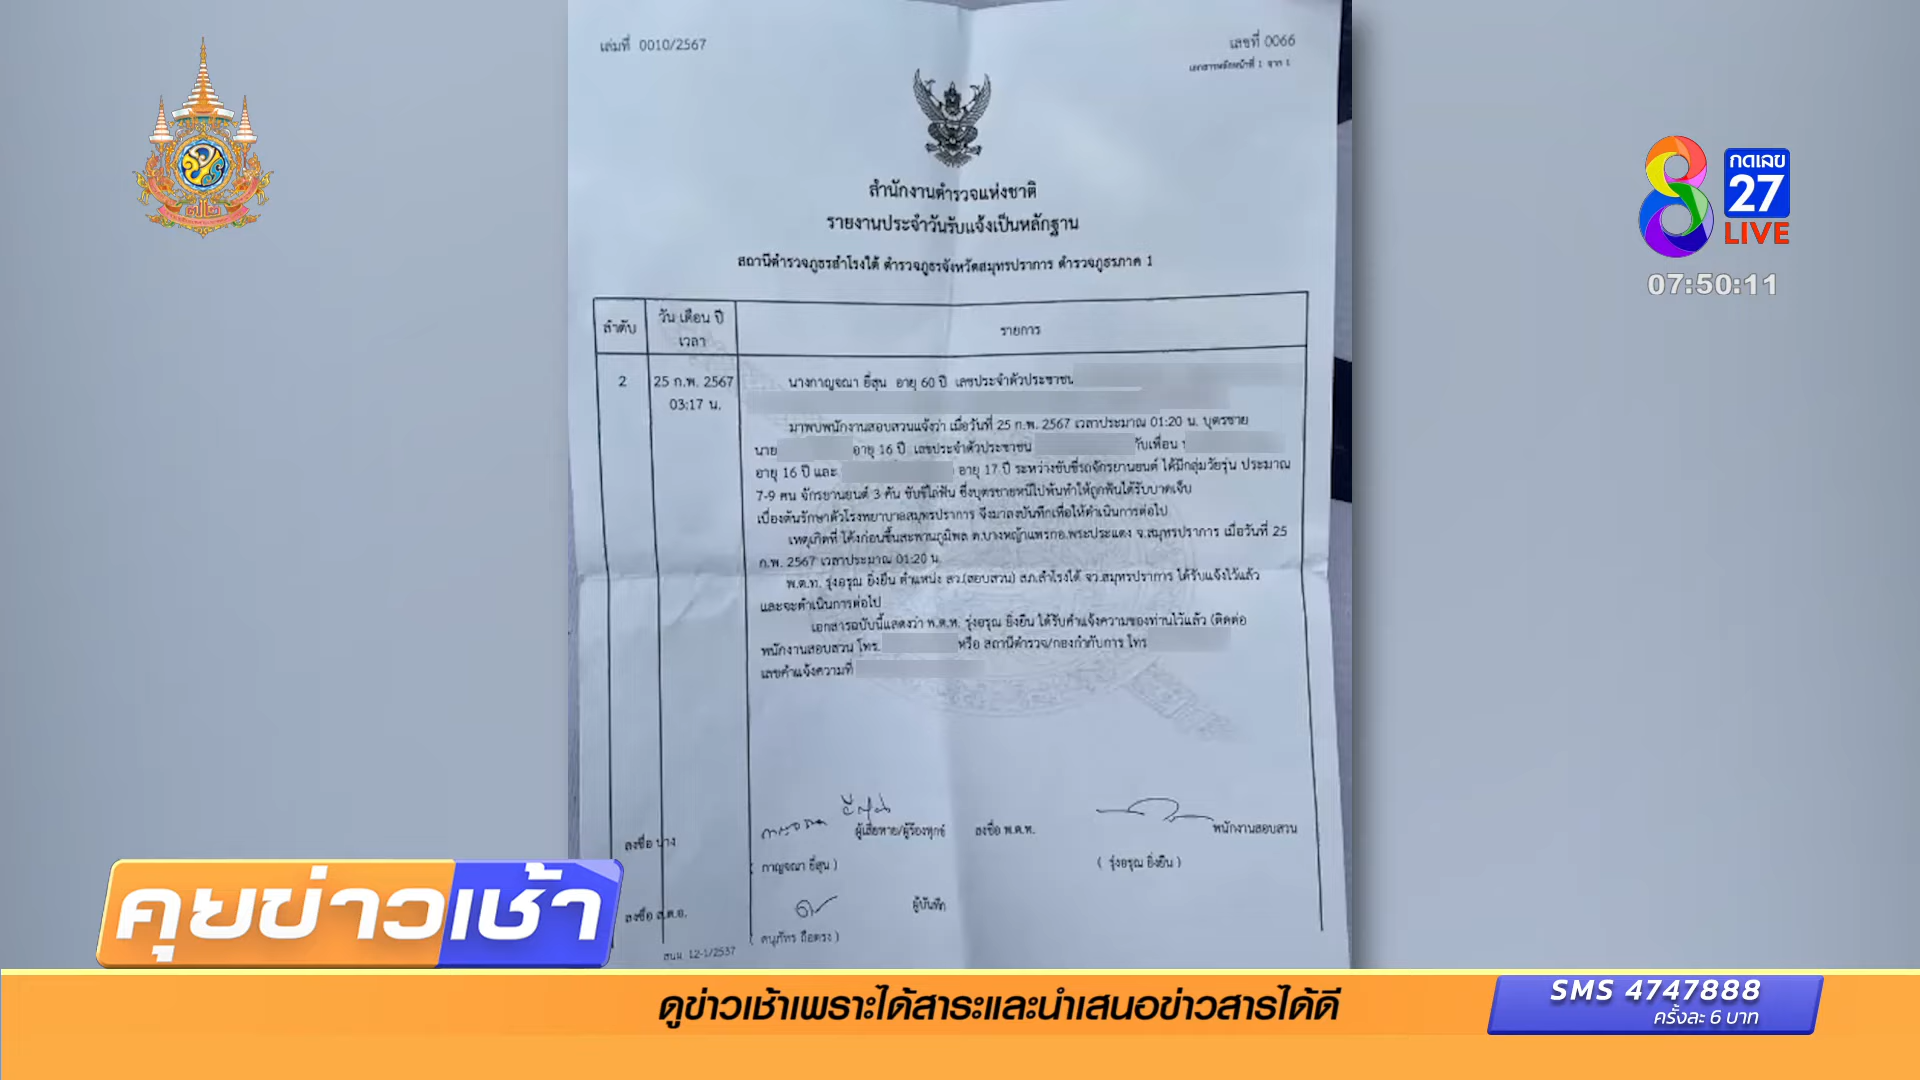 เล่มที่ 0010/2567
เลขที่ 0066
เอกสารหลักหน้าที่ 1 จาก 1
สำนักงานตำรวจแห่งชาติ
รายงานประจำวันรับแจ้งเป็นหลักฐาน
สถานีตำรวจภูธรสำโรงใต้ ตำรวจภูธรจังหวัดสมุทรปราการ ตำรวจภูธรภาค 1
ลำดับ
วัน เดือน ปี
เวลา
รายการ
2
25 ก.พ. 2567
03:17 น.
นางกาญจณา ยี่สุน อายุ 60 ปี เลขประจำตัวประชาชน
มาพบพนักงานสอบสวนแจ้งว่า เมื่อวันที่ 25 ก.พ. 2567 เวลาประมาณ 01:20 น. บุตรชาย
นาย อายุ 16 ปี เลขประจำตัวประชาชน กับเพื่อน
อายุ 16 ปี และ อายุ 17 ปี ระหว่างขับขี่รถจักรยานยนต์ ได้มีกลุ่มวัยรุ่น ประมาณ
7-9 คน จักรยานยนต์ 3 คัน ขับขี่ไล่ฟัน ซึ่งบุตรชายหนีไม่พ้นทำให้ถูกฟันได้รับบาดเจ็บ
เบื้องต้นรักษาตัวโรงพยาบาลสมุทรปราการ จึงมาลงบันทึกเพื่อให้ดำเนินการต่อไป
เหตุเกิดที่ โค้งก่อนขึ้นสะพานภูมิพล ต.บางหญ้าแพรกอ.พระประแดง จ.สมุทรปราการ เมื่อวันที่ 25
ก.พ. 2567 เวลาประมาณ 01:20 น.
พ.ต.ท. รุ่งอรุณ ยิ่งยืน ตำแหน่ง สว.(สอบสวน) สภ.สำโรงใต้ จว.สมุทรปราการ ได้รับแจ้งไว้แล้ว
และจะดำเนินการต่อไป
เอกสารฉบับนี้แสดงว่า พ.ต.ท. รุ่งอรุณ ยิ่งยืน ได้รับคำแจ้งความของท่านไว้แล้ว (ติดต่อ
พนักงานสอบสวน โทร. หรือ สถานีตำรวจ/กองกำกับการ โทร
เลขคำแจ้งความที่
ลงชื่อ นาง ผู้เสียหาย/ผู้ร้องทุกข์ ลงชื่อ พ.ต.ท. พนักงานสอบสวน
( กาญจณา ยี่สุน ) ( รุ่งอรุณ ยิ่งยืน )
ลงชื่อ ส.ต.อ. ผู้บันทึก
( ถือตรง )
สนม. 12-1/2537
กดเลข
27
LIVE
07:50:11
๗๒
คุยข่าวเช้า
ดูข่าวเช้าเพราะได้สาระและนำเสนอข่าวสารได้ดี
SMS 4747888
ครั้งละ 6 บาท